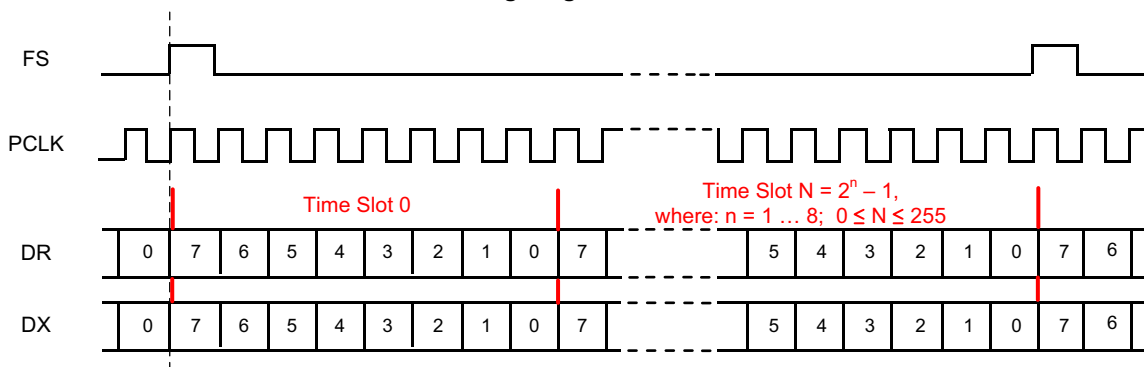 FS
PCLK
Time Slot 0
Time Slot N = 2ⁿ – 1,
where: n = 1 … 8; 0 ≤ N ≤ 255
DR 0 7 6 5 4 3 2 1 0 7 5 4 3 2 1 0 7 6
DX 0 7 6 5 4 3 2 1 0 7 5 4 3 2 1 0 7 6